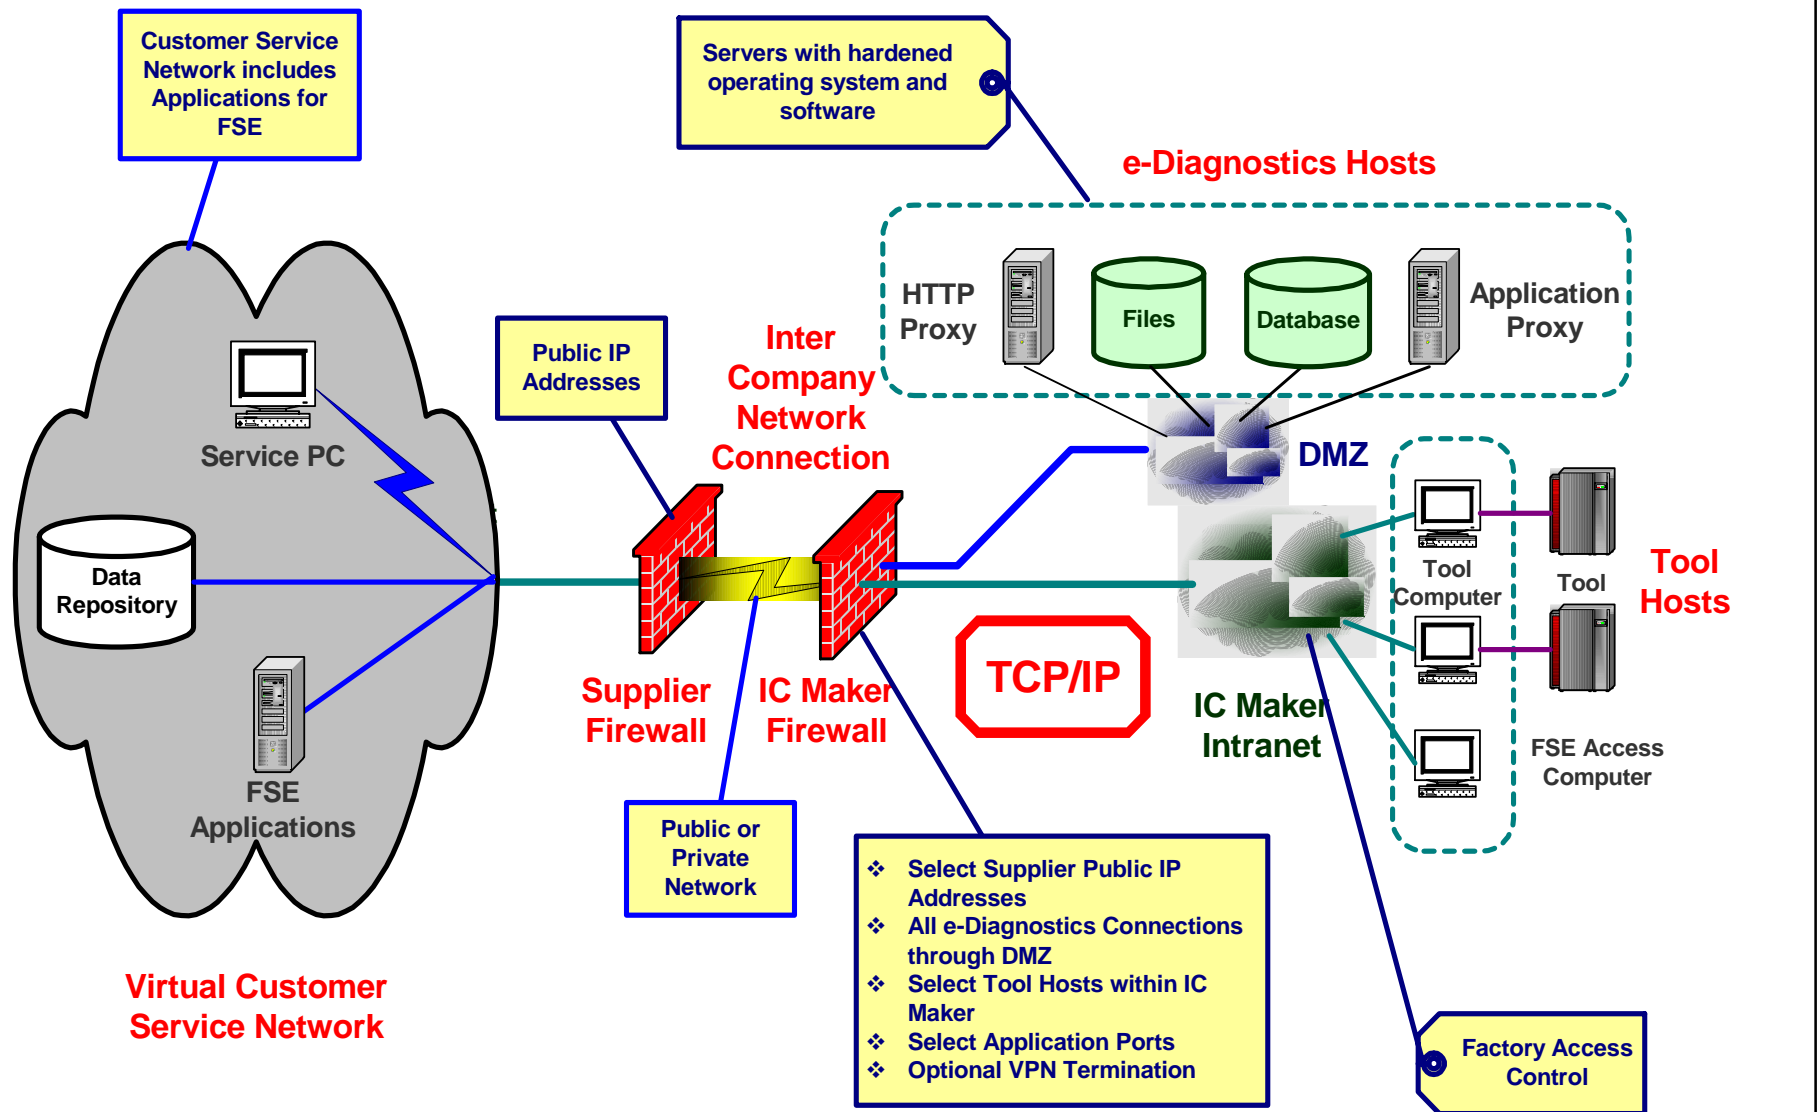 Customer Service
Network includes
Applications for
FSE
Servers with hardened
operating system and
software
e-Diagnostics Hosts
HTTP
Proxy
Files
Database
Application
Proxy
Public IP
Addresses
Inter
Company
Network
Connection
Service PC
DMZ
Data
Repository
Tool
Computer
Tool
Tool
Hosts
TCP/IP
Supplier
Firewall
IC Maker
Firewall
IC Maker
Intranet
FSE Access
Computer
FSE
Applications
Public or
Private
Network
❖ Select Supplier Public IP
Addresses
❖ All e-Diagnostics Connections
through DMZ
❖ Select Tool Hosts within IC
Maker
❖ Select Application Ports
❖ Optional VPN Termination
Virtual Customer
Service Network
Factory Access
Control